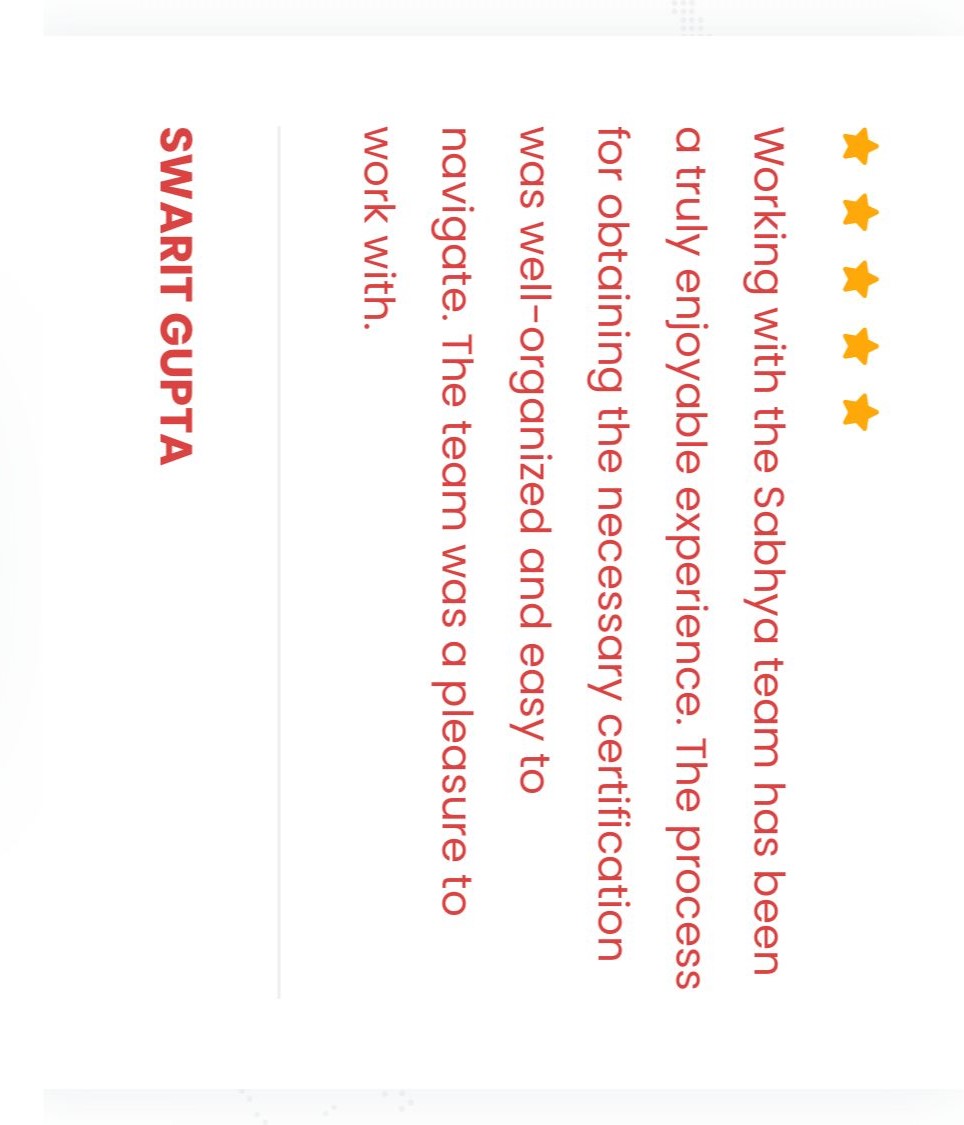 Working with the Sabhya team has been
a truly enjoyable experience. The process
for obtaining the necessary certification
was well-organized and easy to
navigate. The team was a pleasure to
work with.
SWARIT GUPTA